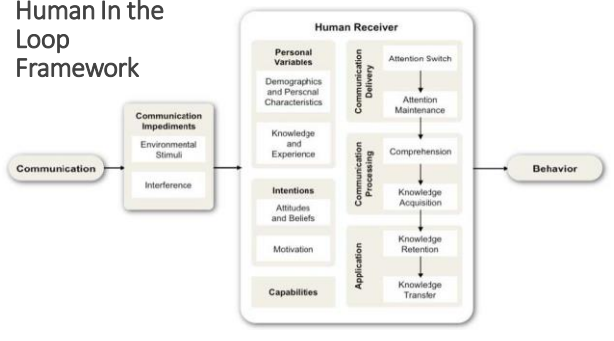 Human In the
Loop
Framework
Human Receiver
Communication
Communication
Impediments
Environmental
Stimuli
Interference
Personal
Variables
Demographics
and Personal
Characteristics
Knowledge
and
Experience
Intentions
Attitudes
and Beliefs
Motivation
Capabilities
Communication
Delivery
Attention Switch
Attention
Maintenance
Communication
Processing
Comprehension
Knowledge
Acquisition
Application
Knowledge
Retention
Knowledge
Transfer
Behavior